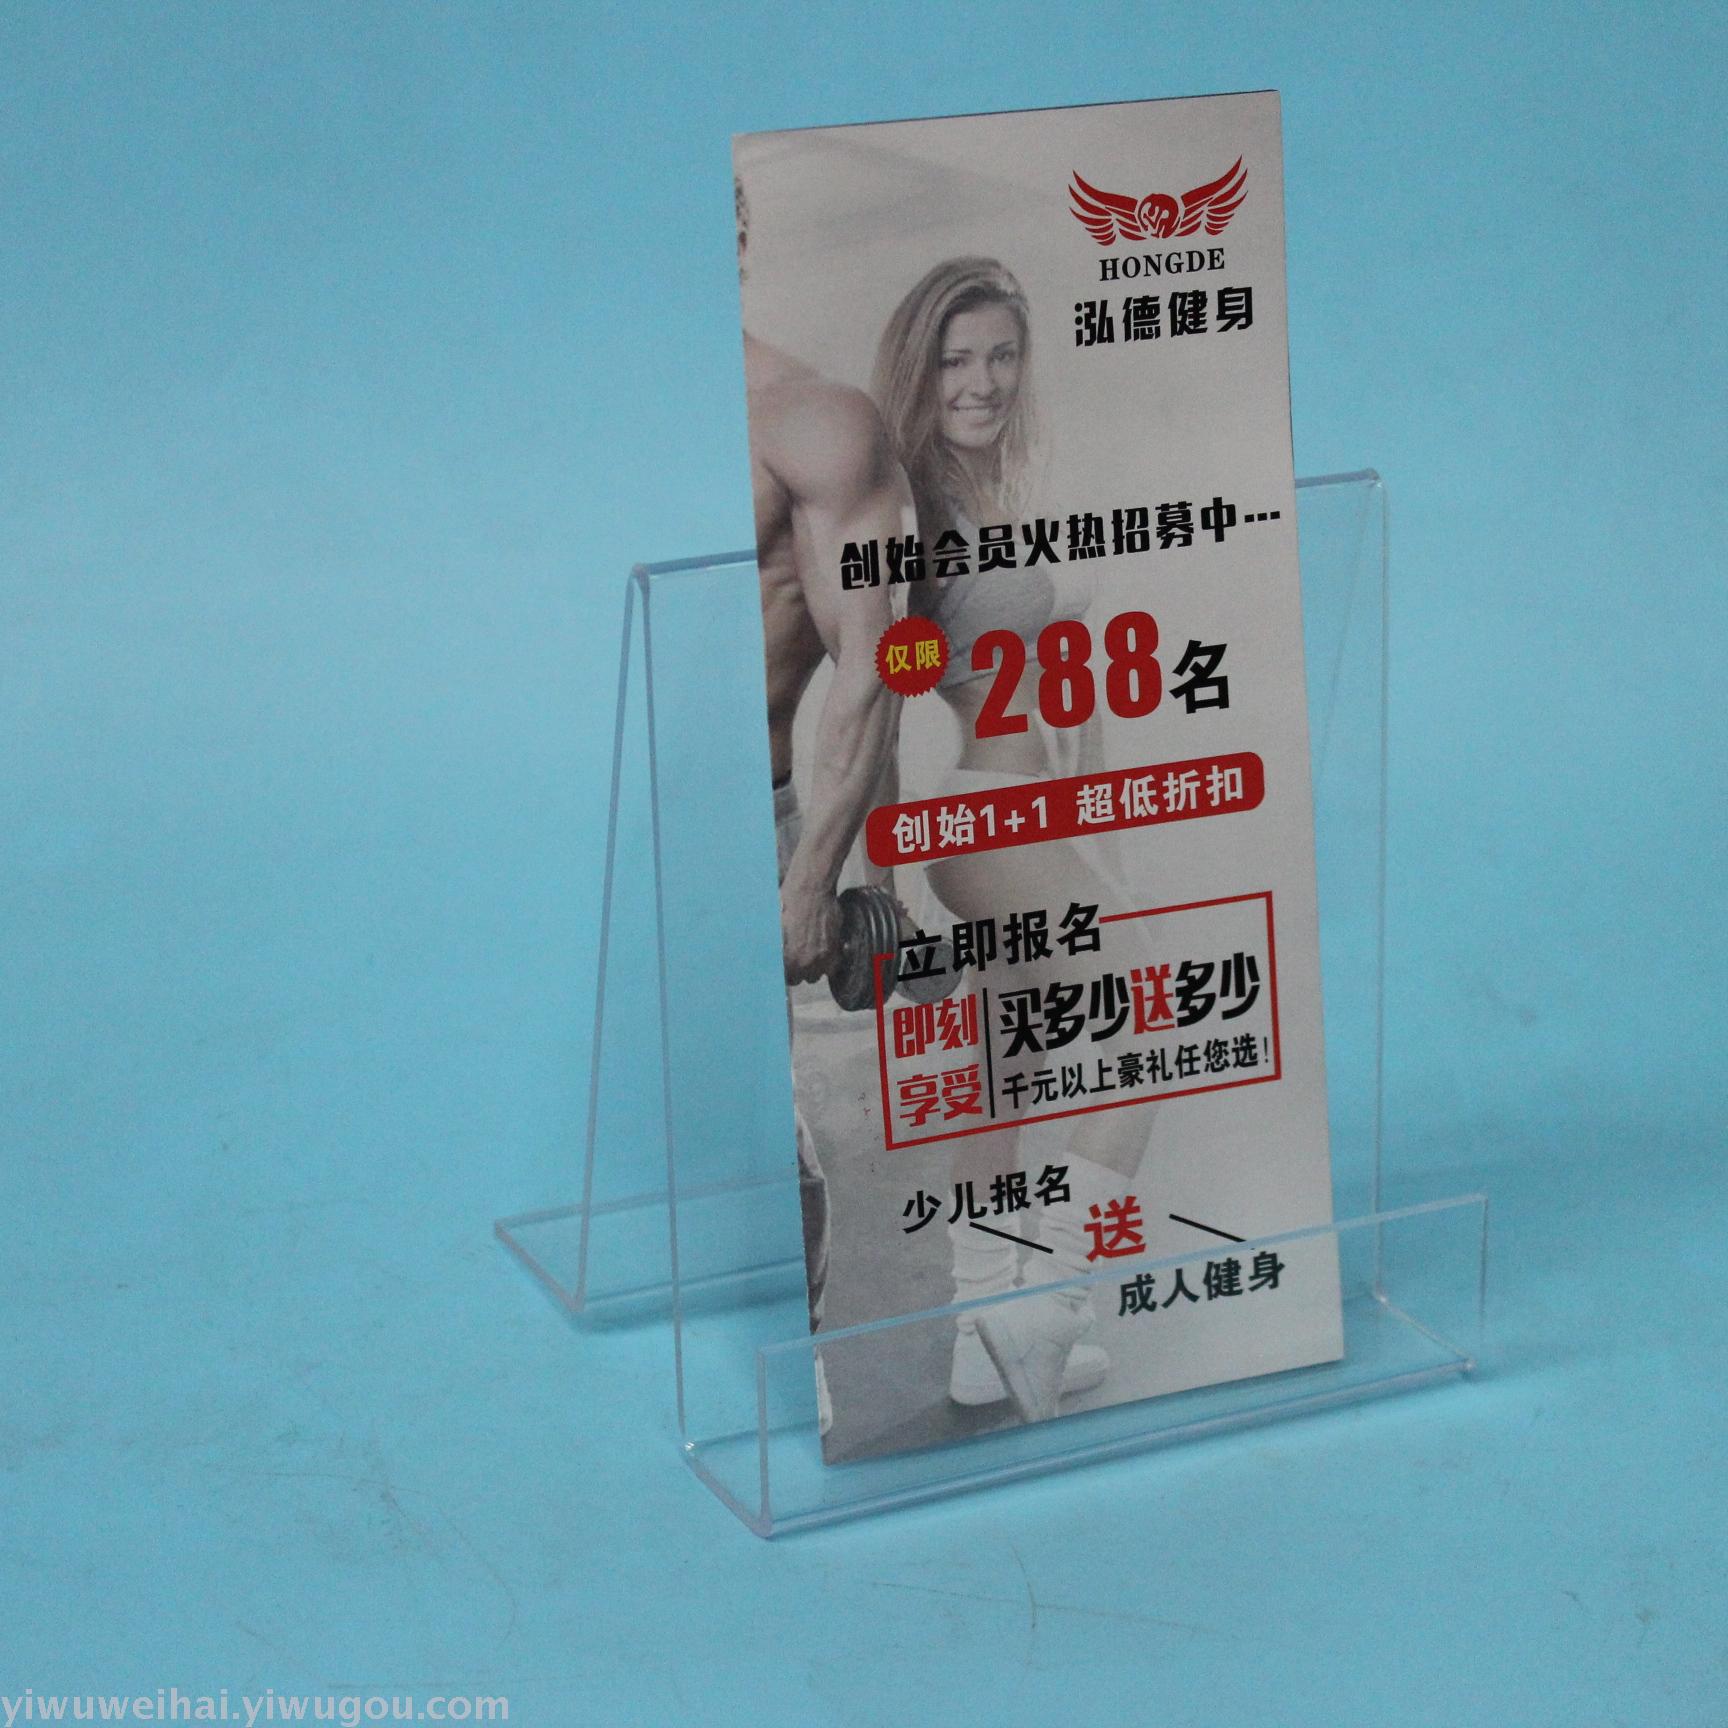 HONGDE
泓德健身
创始会员火热招募中…
仅限 288名
创始1+1 超低折扣
立即报名
即刻享受
买多少送多少
千元以上豪礼任您选!
少儿报名
送
成人健身
yiwuweihai.yiwugou.com